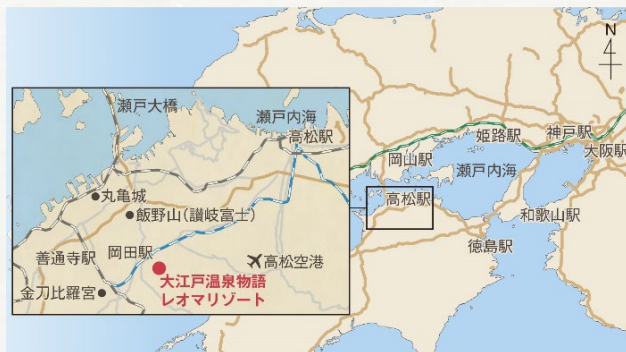 N
瀬戸大橋
瀬戸内海
高松駅
丸亀城
飯野山(讃岐富士)
岡田駅
善通寺駅
高松空港
大江戸温泉物語
レオマリゾート
金刀比羅宮
岡山駅
姫路駅
神戸駅
大阪駅
瀬戸内海
高松駅
和歌山駅
徳島駅